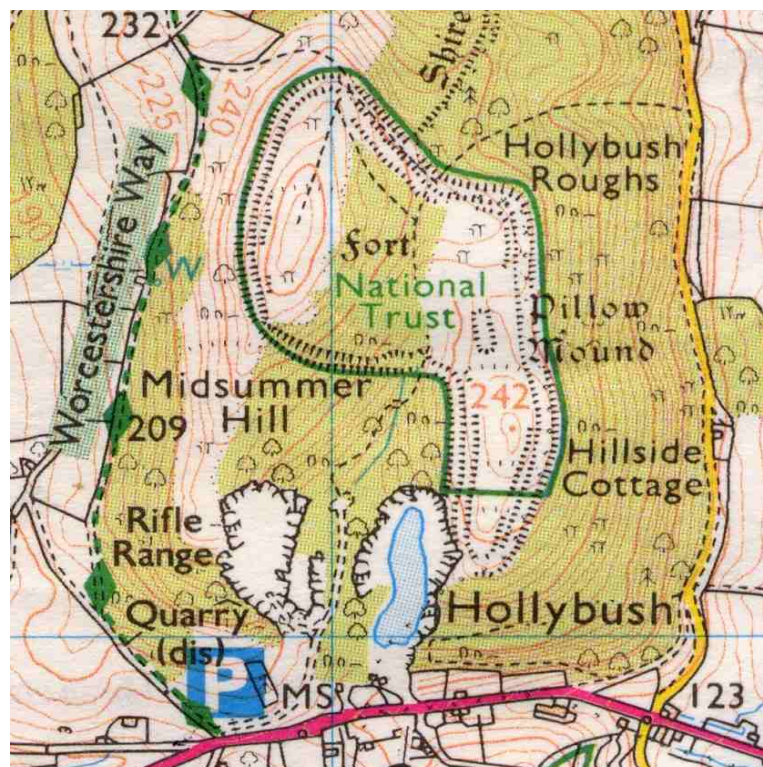 232
Shire
225
240
Hollybush
Roughs
Worcestershire Way
190
W
Fort
National
Trust
Pillow
Mound
Midsummer
Hill
242
209
Hillside
Cottage
Rifle
Range
Hollybush
Quarry
(dis)
P
MS
123